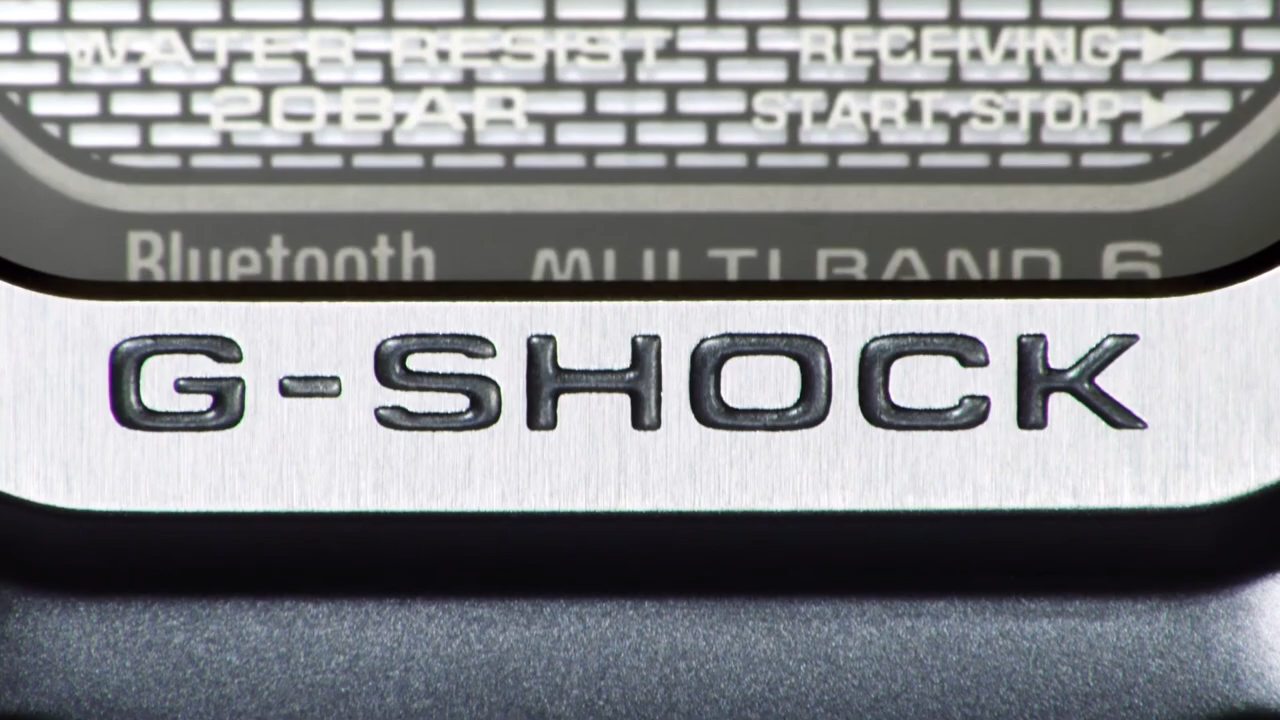 WATER RESIST RECEIVING ▶
20BAR START·STOP ▶
Bluetooth MULTI BAND 6
G-SHOCK